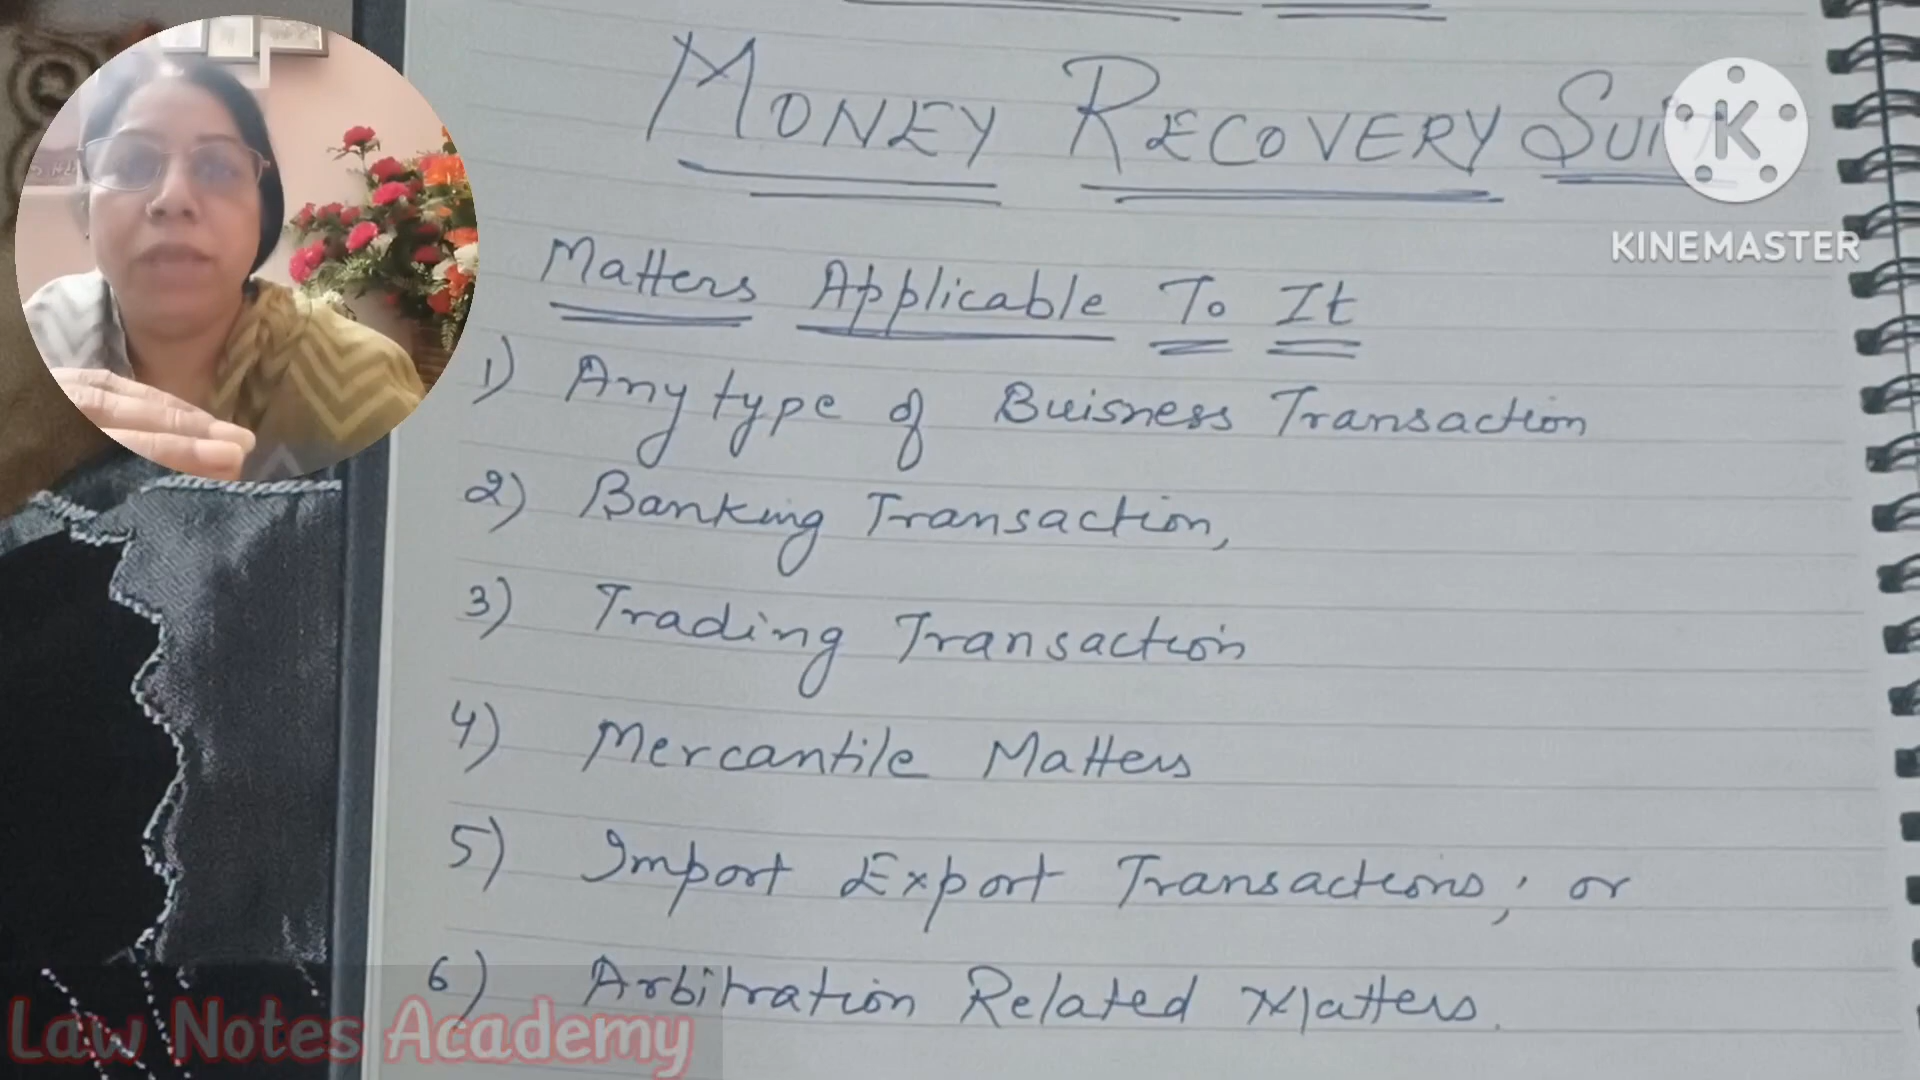 MONEY RECOVERY SUIT
Matters Applicable To It
1) Any type of Buisness Transaction
2) Banking Transaction,
3) Trading Transaction
4) Mercantile Matters
5) Import Export Transactions; or
6) Arbitration Related Matters.
K
KINEMASTER
Law Notes Academy